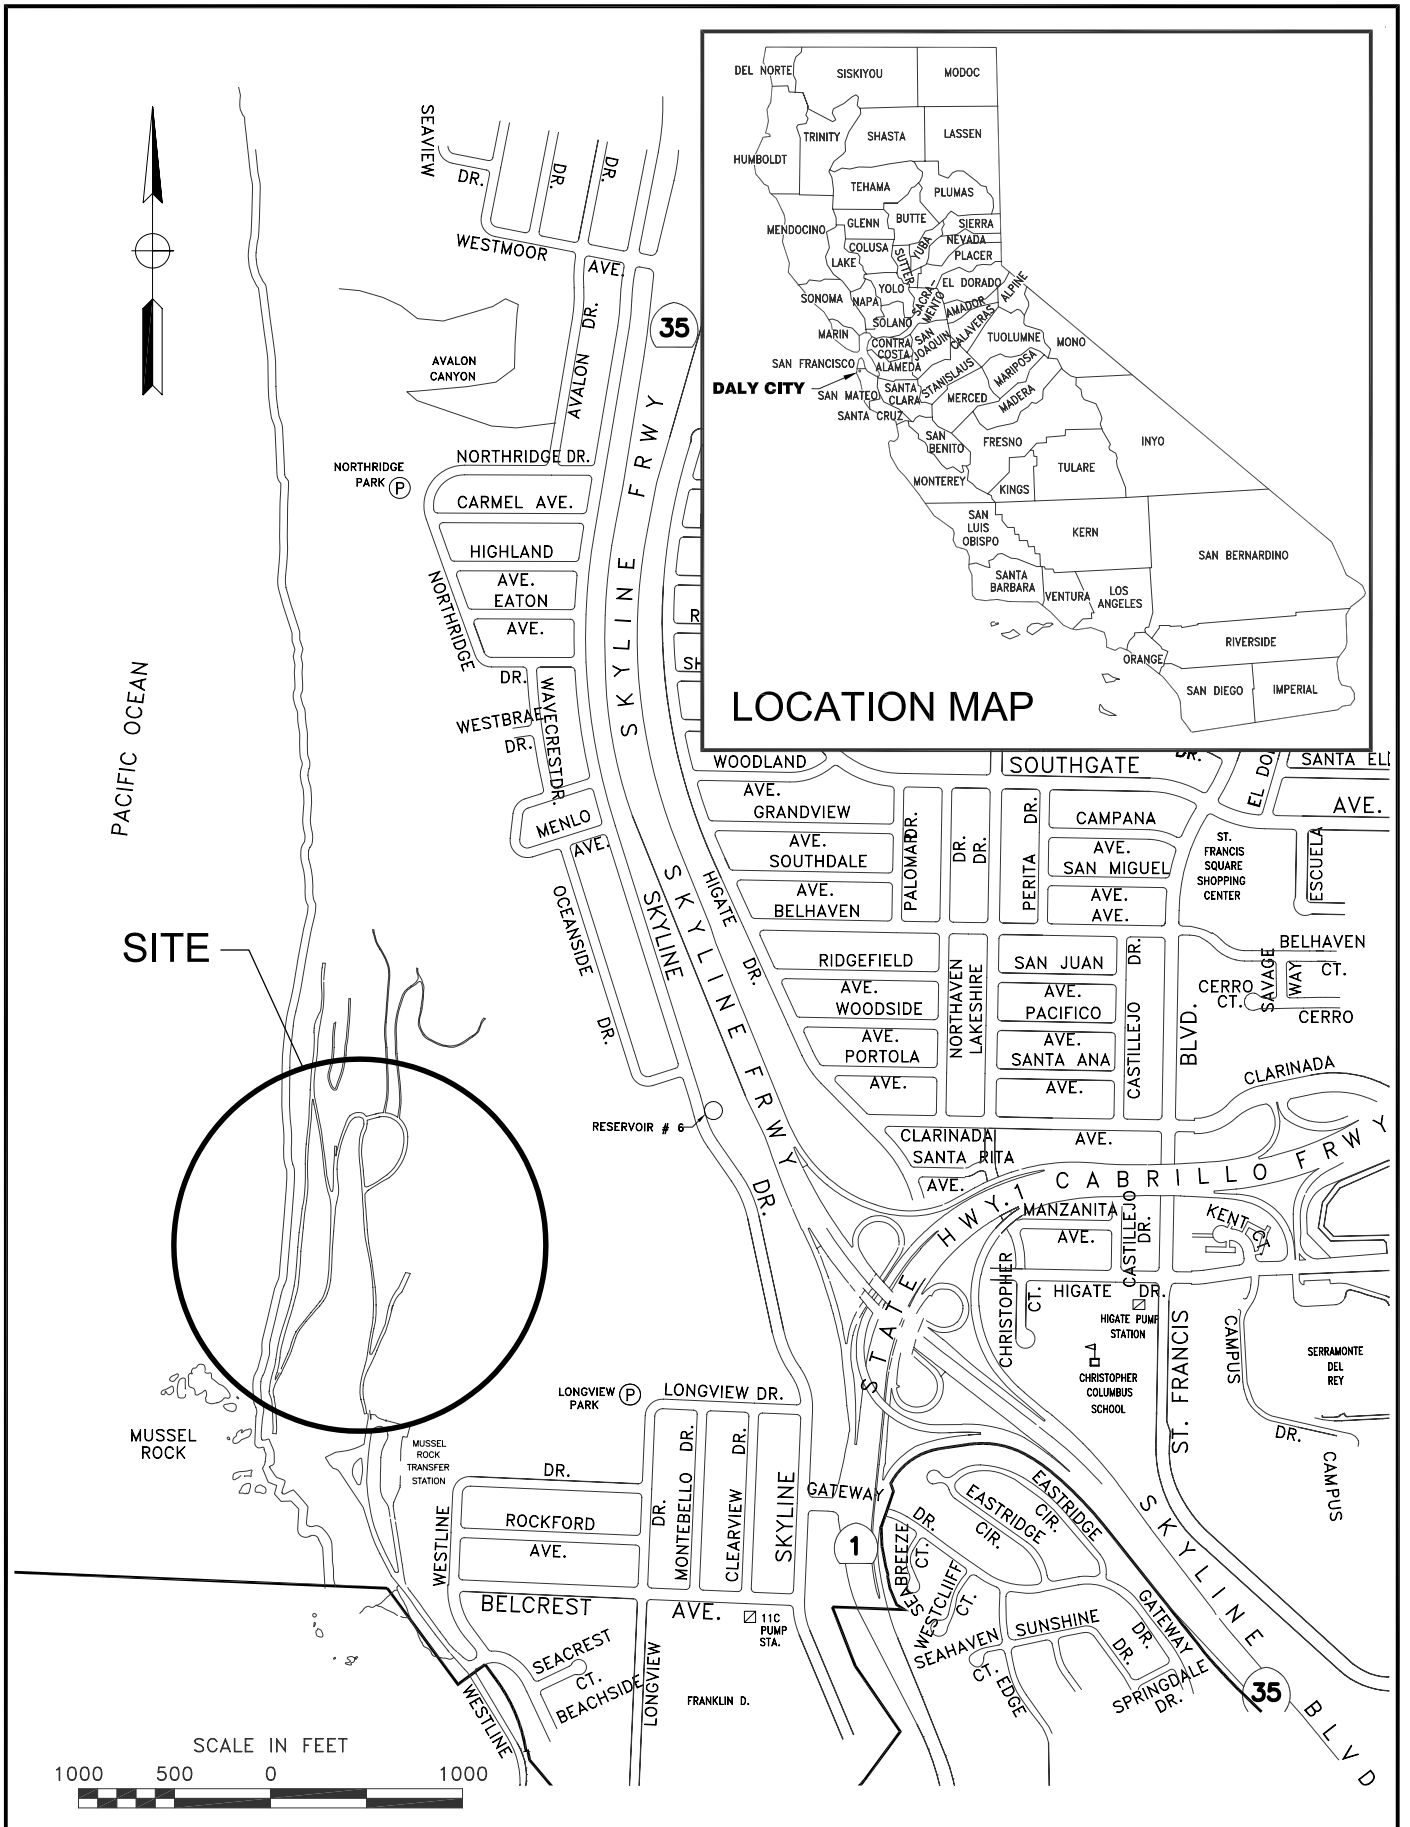 DEL NORTE
SISKIYOU
MODOC
TRINITY
SHASTA
LASSEN
HUMBOLDT
TEHAMA
PLUMAS
MENDOCINO
GLENN
BUTTE
SIERRA
COLUSA
YUBA
NEVADA
LAKE
SUTTER
PLACER
YOLO
EL DORADO
SONOMA
NAPA
SACRA-
MENTO
AMADOR
ALPINE
MARIN
SOLANO
CALAVERAS
CONTRA
COSTA
SAN
JOAQUIN
TUOLUMNE
MONO
SAN FRANCISCO
ALAMEDA
DALY CITY
SAN MATEO
SANTA
CLARA
STANISLAUS
MERCED
MARIPOSA
MADERA
SANTA CRUZ
SAN
BENITO
FRESNO
INYO
MONTEREY
KINGS
TULARE
SAN
LUIS
OBISPO
KERN
SAN BERNARDINO
SANTA
BARBARA
VENTURA
LOS
ANGELES
ORANGE
RIVERSIDE
SAN DIEGO
IMPERIAL
LOCATION MAP
SEAVIEW
DR.
DR.
DR.
WESTMOOR
AVE.
AVALON DR.
35
AVALON
CANYON
NORTHRIDGE DR.
NORTHRIDGE
PARK P
CARMEL AVE.
HIGHLAND
AVE.
EATON
AVE.
NORTHRIDGE
DR.
WESTBRAE
DR.
WAVECREST DR.
MENLO
AVE.
SKYLINE FRWY
PACIFIC OCEAN
R
SH
WOODLAND
AVE.
GRANDVIEW
AVE.
SOUTHDALE
AVE.
BELHAVEN
RIDGEFIELD
AVE.
WOODSIDE
AVE.
PORTOLA
AVE.
SOUTHGATE
DR.
SANTA EL
EL DO
AVE.
PALOMAR DR.
DR.
DR.
PERITA DR.
CAMPANA
AVE.
SAN MIGUEL
AVE.
AVE.
ST.
FRANCIS
SQUARE
SHOPPING
CENTER
ESCUELA
BELHAVEN
CT.
SAVAGE
WAY
CERRO
CT.
CERRO
NORTHAVEN
LAKESHIRE
SAN JUAN
AVE.
PACIFICO
AVE.
SANTA ANA
AVE.
CASTILLEJO DR.
BLVD.
CLARINADA
SITE
OCEANSIDE DR.
SKYLINE
SKYLINE FRWY
HIGATE DR.
RESERVOIR # 6
DR.
CLARINADA
AVE.
SANTA RITA
AVE.
CABRILLO FRWY
STATE HWY. 1
MANZANITA
AVE.
CASTILLEJO
DR.
KENT CT.
CHRISTOPHER
CT.
HIGATE DR.
HIGATE PUMP
STATION
CHRISTOPHER
COLUMBUS
SCHOOL
ST. FRANCIS
CAMPUS
DR.
CAMPUS
SERRAMONTE
DEL
REY
MUSSEL
ROCK
MUSSEL
ROCK
TRANSFER
STATION
LONGVIEW
PARK P
LONGVIEW DR.
DR.
WESTLINE
ROCKFORD
AVE.
DR.
MONTEBELLO DR.
CLEARVIEW DR.
SKYLINE
GATEWAY
1
BELCREST
AVE.
11C
PUMP
STA.
SEACREST
CT.
BEACHSIDE
LONGVIEW
WESTLINE
FRANKLIN D.
DR.
SEABREEZE
CT.
WESTCLIFF
CT.
EASTRIDGE
CIR.
EASTRIDGE
CIR.
SEAHAVEN
CT.
EDGE
SUNSHINE
DR.
GATEWAY
DR.
SPRINGDALE
DR.
SKYLINE BLVD
35
SCALE IN FEET
1000 500 0 1000